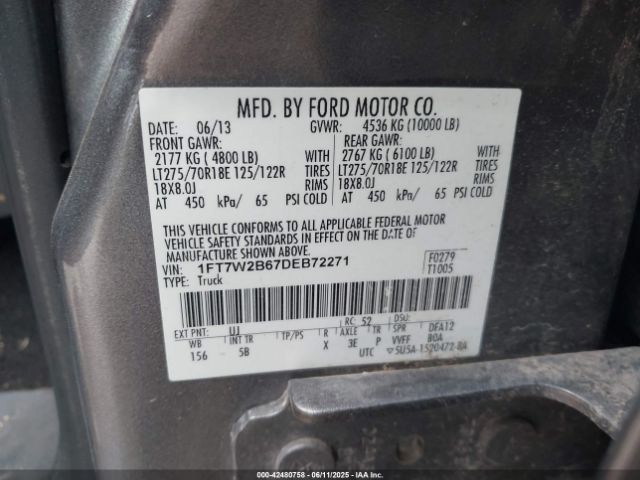 MFD. BY FORD MOTOR CO.
DATE: 06/13 GVWR: 4536 KG (10000 LB)
FRONT GAWR: REAR GAWR:
2177 KG ( 4800 LB) WITH 2767 KG ( 6100 LB) WITH
LT275/70R18E 125/122R TIRES LT275/70R18E 125/122R TIRES
18X8.0J RIMS 18X8.0J RIMS
AT 450 kPa/ 65 PSI COLD AT 450 kPa/ 65 PSI COLD
THIS VEHICLE CONFORMS TO ALL APPLICABLE FEDERAL MOTOR
VEHICLE SAFETY STANDARDS IN EFFECT ON THE DATE OF
MANUFACTURE SHOWN ABOVE.
VIN: 1FT7W2B67DEB72271 F0279
TYPE: Truck T1005
EXT PNT: UJ RC: 52 DSO:
WB INT TR TP/PS R AXLE TR SPR DFA12
156 5B X 3E P VVFF BOA
UTC
000-42480758 - 06/11/2025 - IAA Inc.